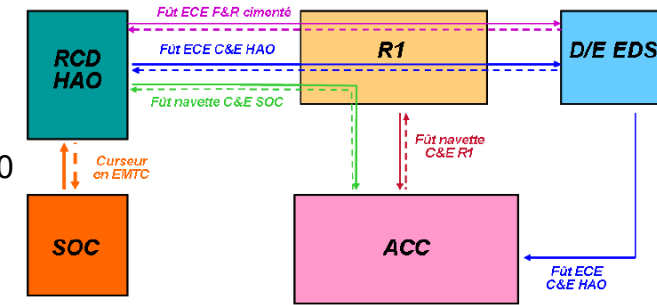 Fût ECE F&R cimenté
RCD
HAO
Fût ECE C&E HAO
R1
D/E EDS
Fût navette C&E SOC
Fût navette
C&E R1
0
Curseur
en EMTC
SOC
ACC
Fût ECE
C&E HAO